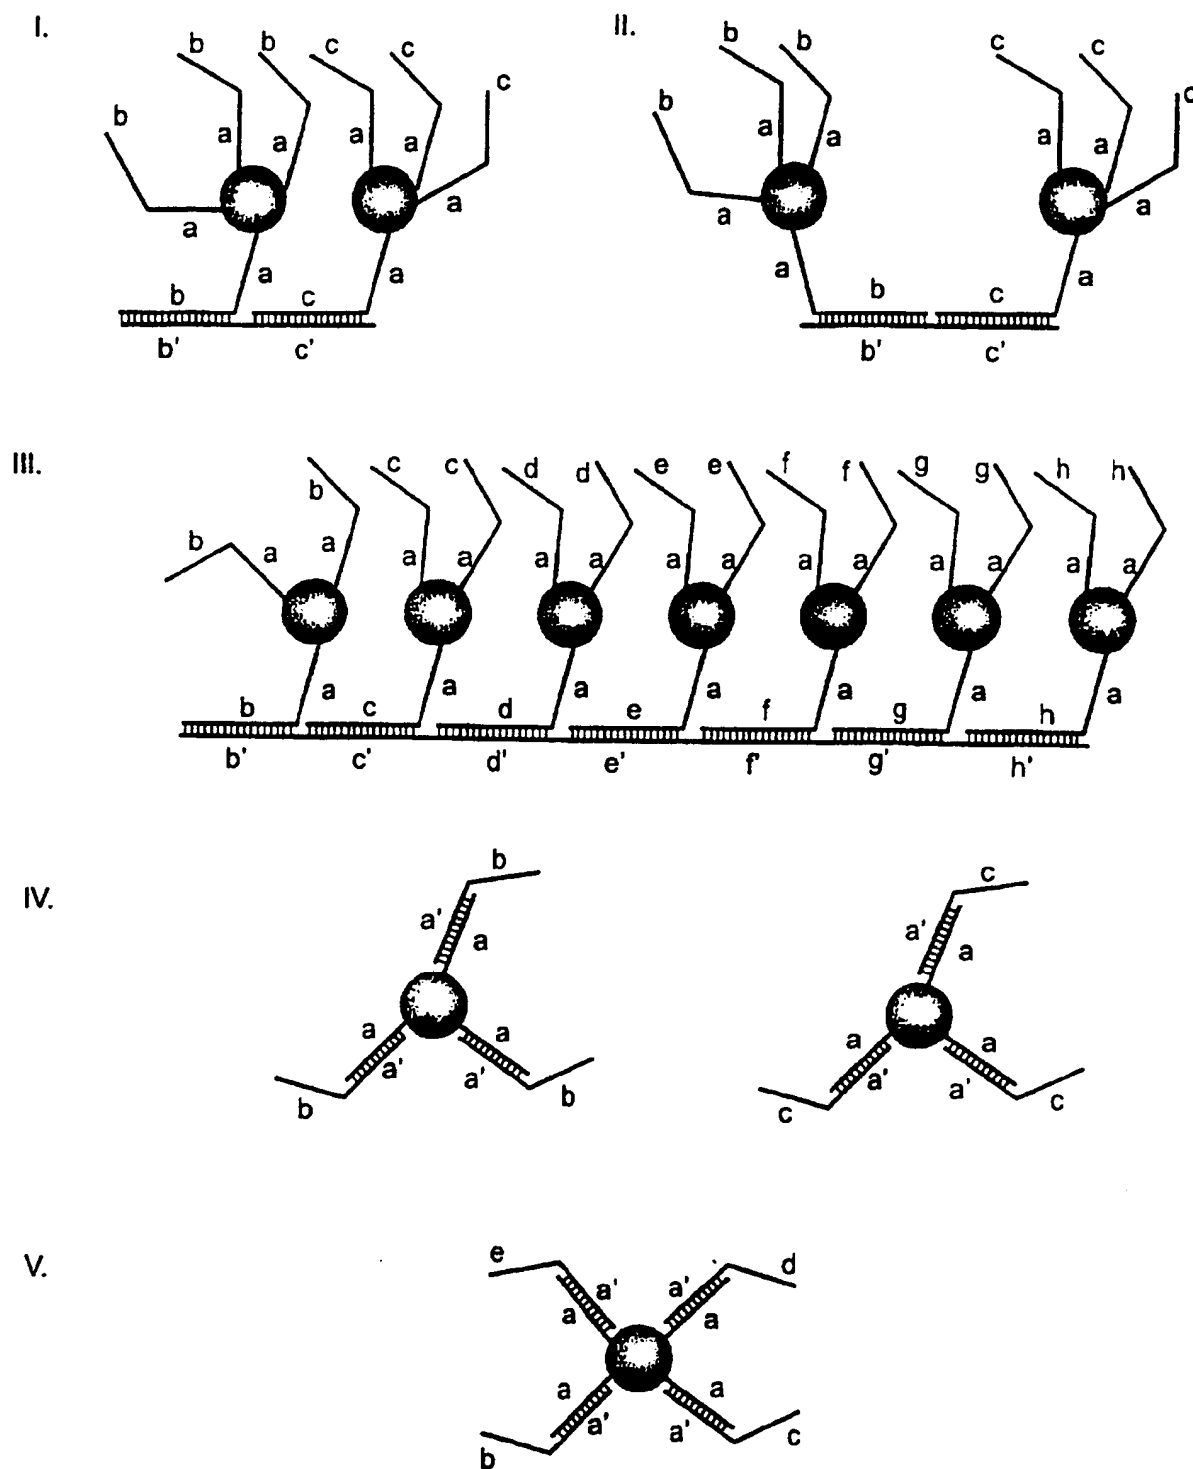 I.
II.
b b c c
b c
a a a a
a a
a a
b c
b' c'
b b c c
b c
a a a a
a a
a a
b c
b' c'
III.
b b c c d d e e f f g g h h
a a a a a a a a a a a a a a
a a a a a a a
b c d e f g h
b' c' d' e' f' g' h'
IV.
b c
a' a a' a
a a a a
a' a' a' a'
b b c c
V.
e d
a' a'
a a
a a
a' a'
b c